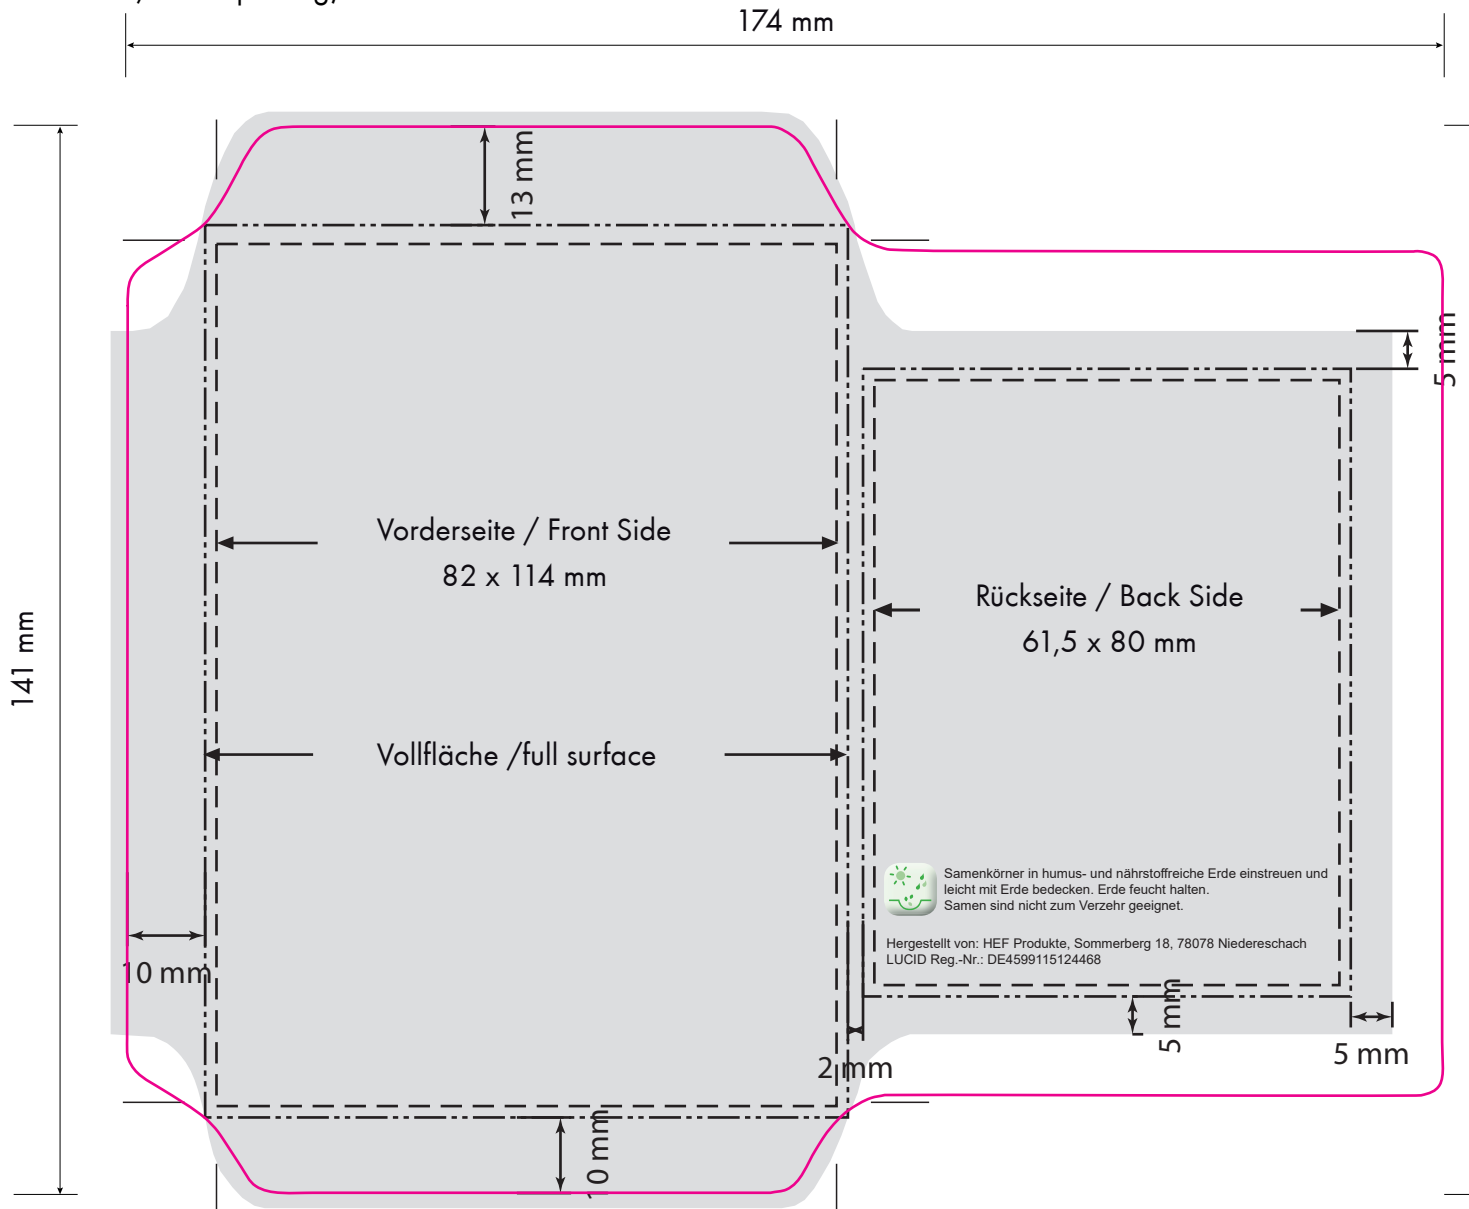 174 mm
13 mm
5 mm
Vorderseite / Front Side
82 x 114 mm
Rückseite / Back Side
61,5 x 80 mm
141 mm
Vollfläche /full surface
Samenkörner in humus- und nährstoffreiche Erde einstreuen und
leicht mit Erde bedecken. Erde feucht halten.
Samen sind nicht zum Verzehr geeignet.
Hergestellt von: HEF Produkte, Sommerberg 18, 78078 Niedereschach
LUCID Reg.-Nr.: DE4599115124468
10 mm
5 mm
5 mm
2 mm
10 mm